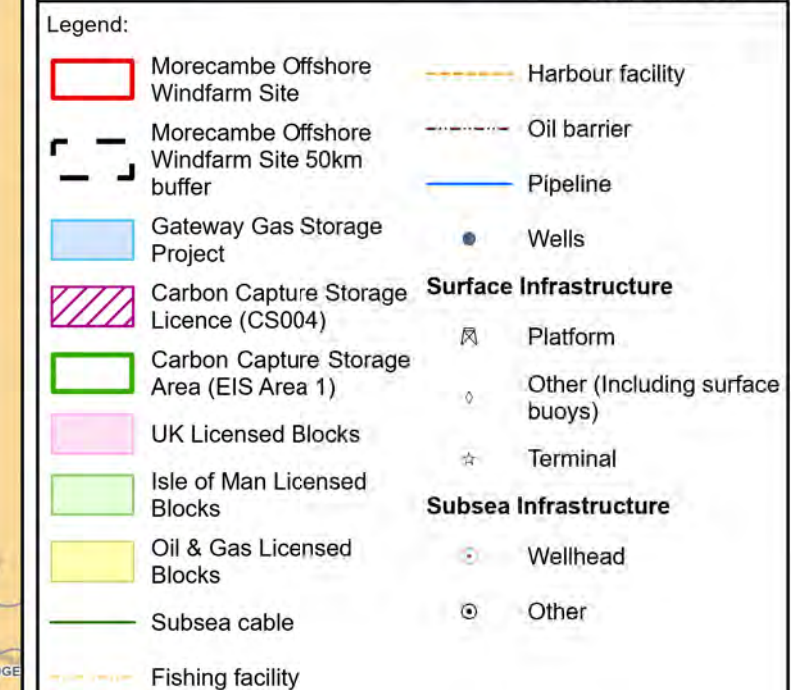 Legend:
Morecambe Offshore
Windfarm Site
Morecambe Offshore
Windfarm Site 50km
buffer
Gateway Gas Storage
Project
Carbon Capture Storage
Licence (CS004)
Carbon Capture Storage
Area (EIS Area 1)
UK Licensed Blocks
Isle of Man Licensed
Blocks
Oil & Gas Licensed
Blocks
Subsea cable
Fishing facility
Harbour facility
Oil barrier
Pipeline
Wells
Surface Infrastructure
Platform
Other (Including surface
buoys)
Terminal
Subsea Infrastructure
Wellhead
Other